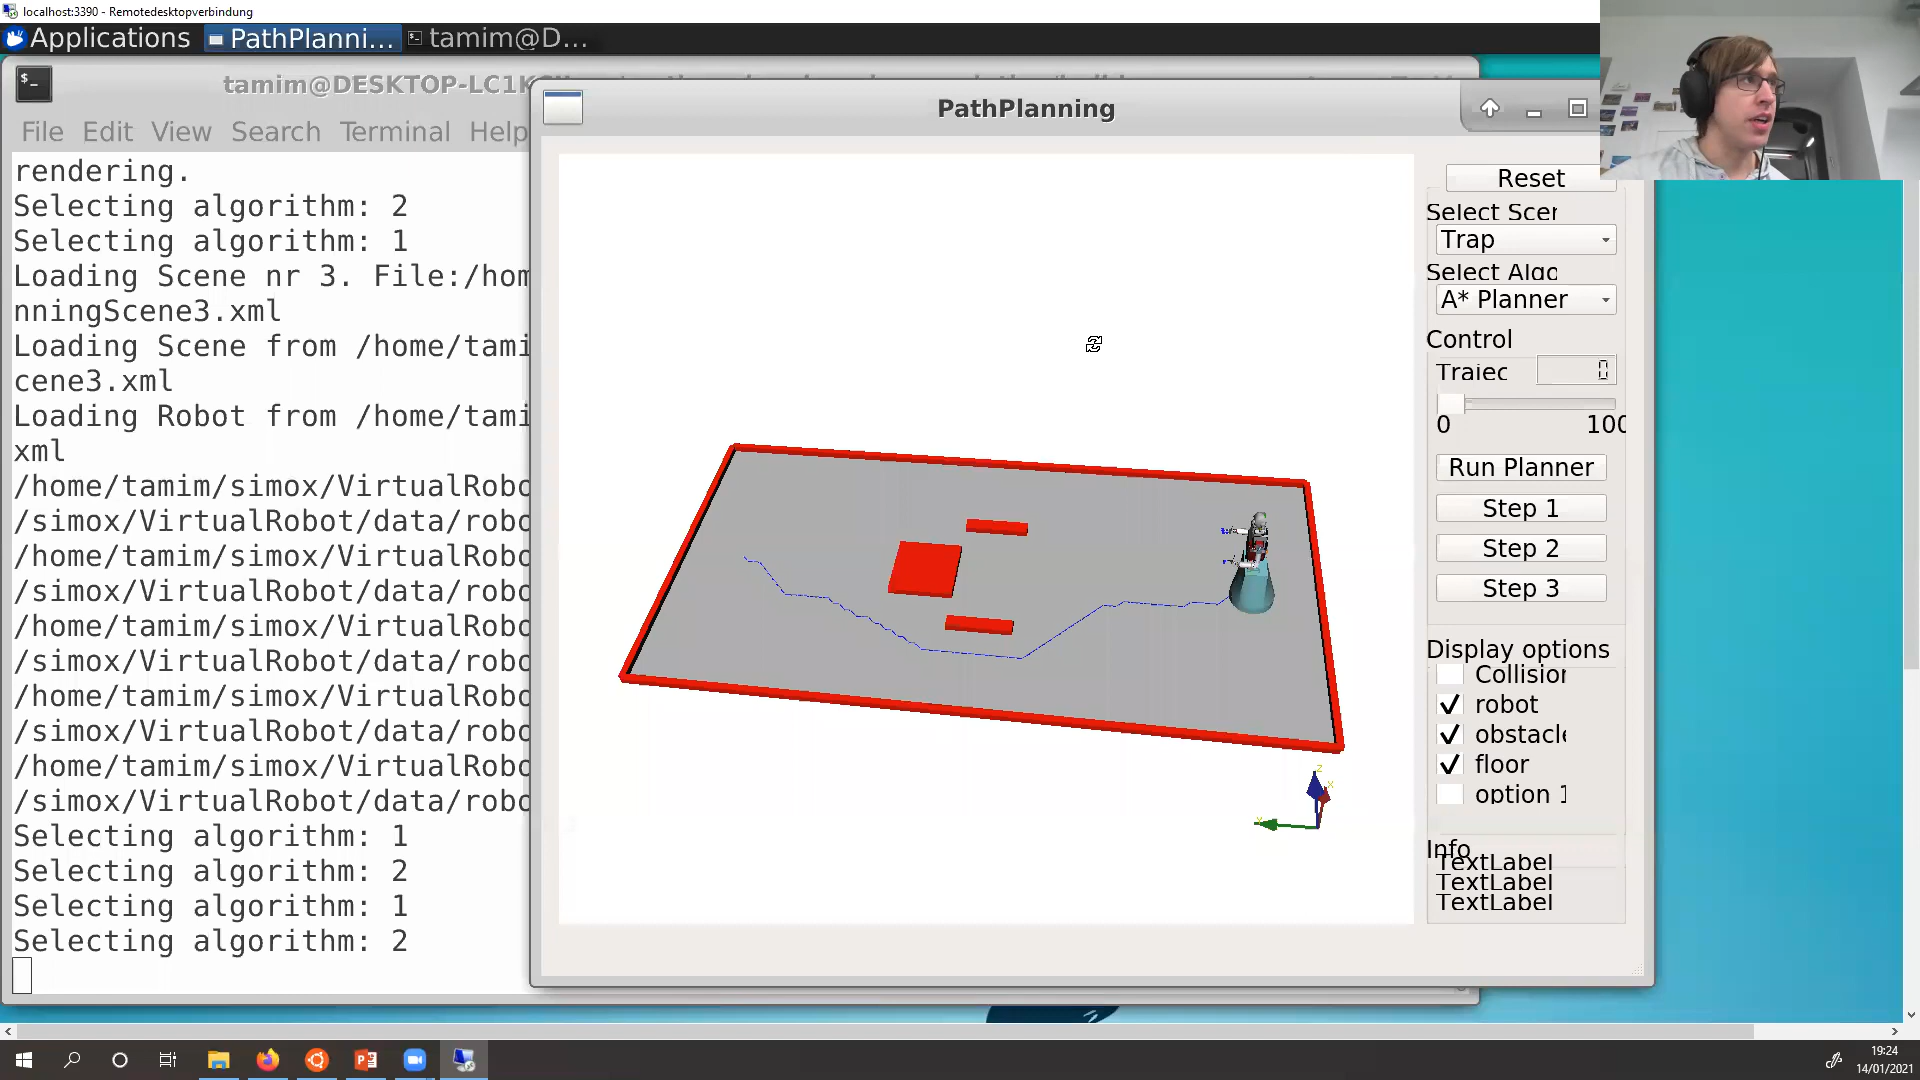 localhost:3390 - Remotedesktopverbindung
Applications PathPlanni... tamim@D...
tamim@DESKTOP-LC1K
File Edit View Search Terminal Help
rendering.
Selecting algorithm: 2
Selecting algorithm: 1
Loading Scene nr 3. File:/hom
nningScene3.xml
Loading Scene from /home/tami
cene3.xml
Loading Robot from /home/tami
xml
/home/tamim/simox/VirtualRobo
/simox/VirtualRobot/data/robo
/home/tamim/simox/VirtualRobo
/simox/VirtualRobot/data/robo
/home/tamim/simox/VirtualRobo
/simox/VirtualRobot/data/robo
/home/tamim/simox/VirtualRobo
/simox/VirtualRobot/data/robo
/home/tamim/simox/VirtualRobo
/simox/VirtualRobot/data/robo
Selecting algorithm: 1
Selecting algorithm: 2
Selecting algorithm: 1
Selecting algorithm: 2
PathPlanning
Reset
Select Scer
Trap
Select Algo
A* Planner
Control
Trajec 0
0 100
Run Planner
Step 1
Step 2
Step 3
Display options
Collision
robot
obstacle
floor
option 1
Info
TextLabel
TextLabel
TextLabel
z
x
y
19:24
14/01/2021